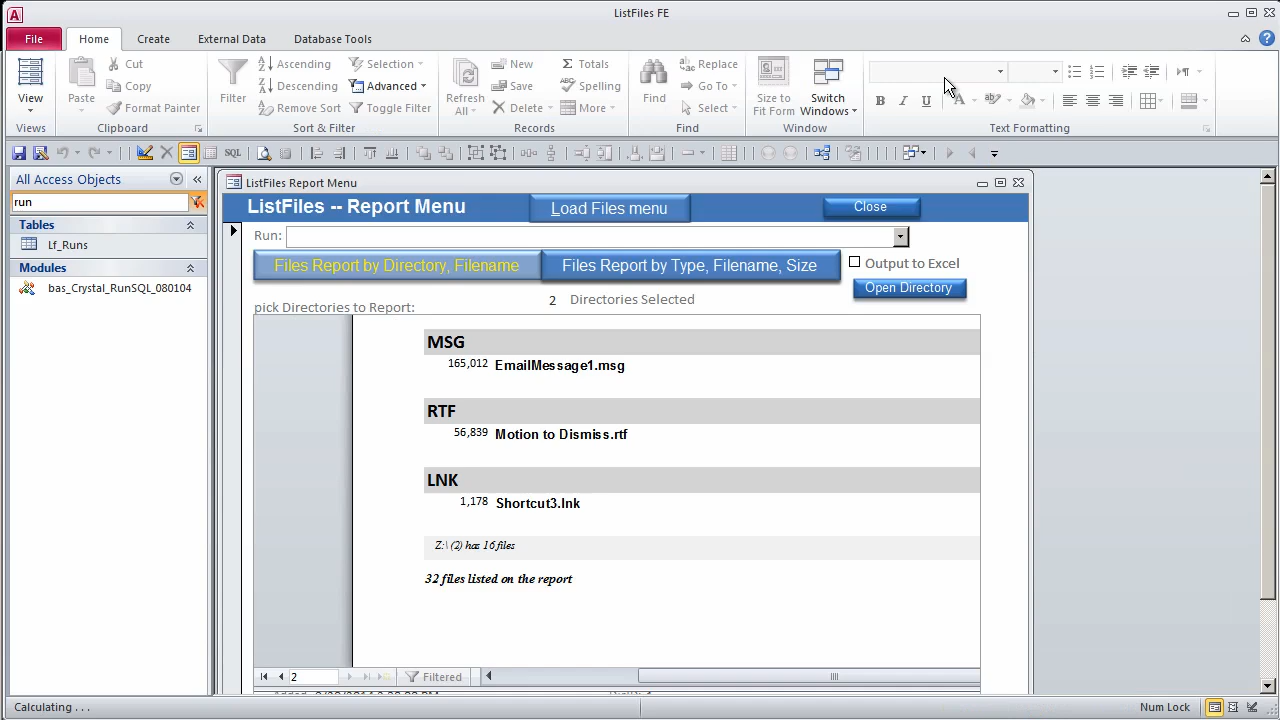 ListFiles FE
File Home Create External Data Database Tools
View
Views
Paste
Cut
Copy
Format Painter
Clipboard
Filter
Ascending
Descending
Remove Sort
Selection
Advanced
Toggle Filter
Sort & Filter
Refresh
All
New
Save
Delete
Totals
Spelling
More
Records
Find
Replace
Go To
Select
Find
Size to
Fit Form
Switch
Windows
Window
B I U A ab
Text Formatting
SQL
All Access Objects
run
Tables
Lf_Runs
Modules
bas_Crystal_RunSQL_080104
ListFiles Report Menu
ListFiles -- Report Menu
Load Files menu
Close
Run:
Files Report by Directory, Filename
Files Report by Type, Filename, Size
Output to Excel
Open Directory
2 Directories Selected
pick Directories to Report:
MSG
165,012 EmailMessage1.msg
RTF
56,839 Motion to Dismiss.rtf
LNK
1,178 Shortcut3.lnk
Z:\ (2) has 16 files
32 files listed on the report
2
Filtered
Calculating . . .
Num Lock